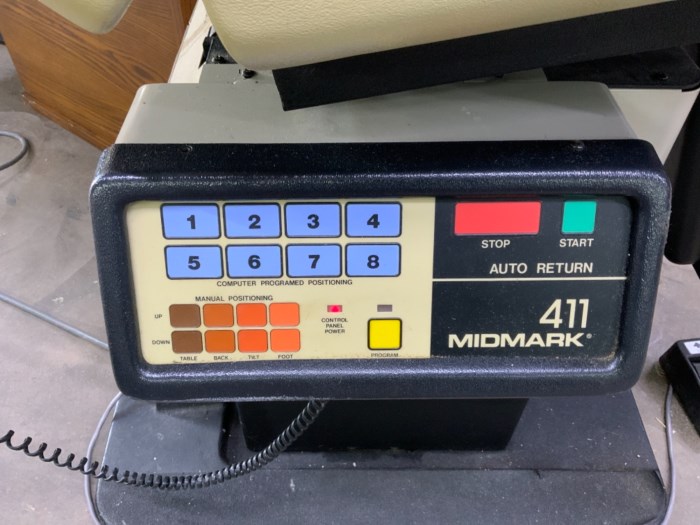 1 2 3 4
5 6 7 8
COMPUTER PROGRAMED POSITIONING
MANUAL POSITIONING
UP
DOWN
TABLE BACK TILT FOOT
CONTROL
PANEL
POWER
PROGRAM
STOP START
AUTO RETURN
411
MIDMARK®